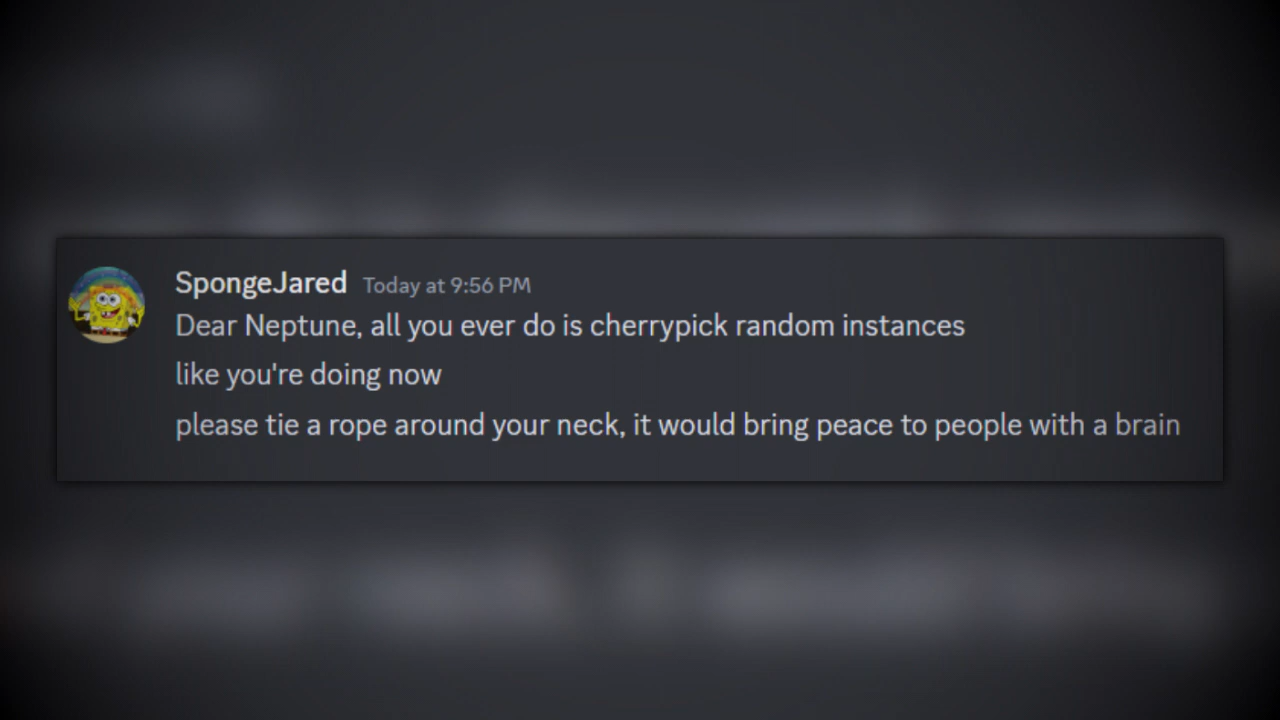 SpongeJared Today at 9:56 PM
Dear Neptune, all you ever do is cherrypick random instances
like you're doing now
please tie a rope around your neck, it would bring peace to people with a brain